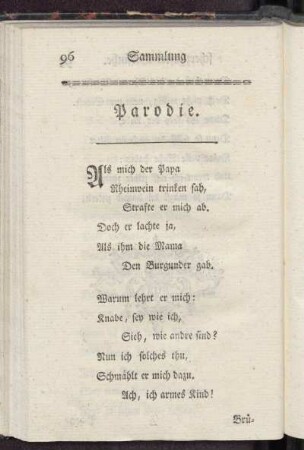 96 Sammlung
Parodie.
Als mich der Papa
Rheinwein trinken sah,
Strafte er mich ab.
Doch er lachte ja,
Als ihm die Mama
Den Burgunder gab.
Warum lehrt er mich:
Knabe, sey wie ich,
Sieh, wie andre sind?
Nun ich solches thu,
Schmählt er mich dazu.
Ach, ich armes Kind!
Brü-